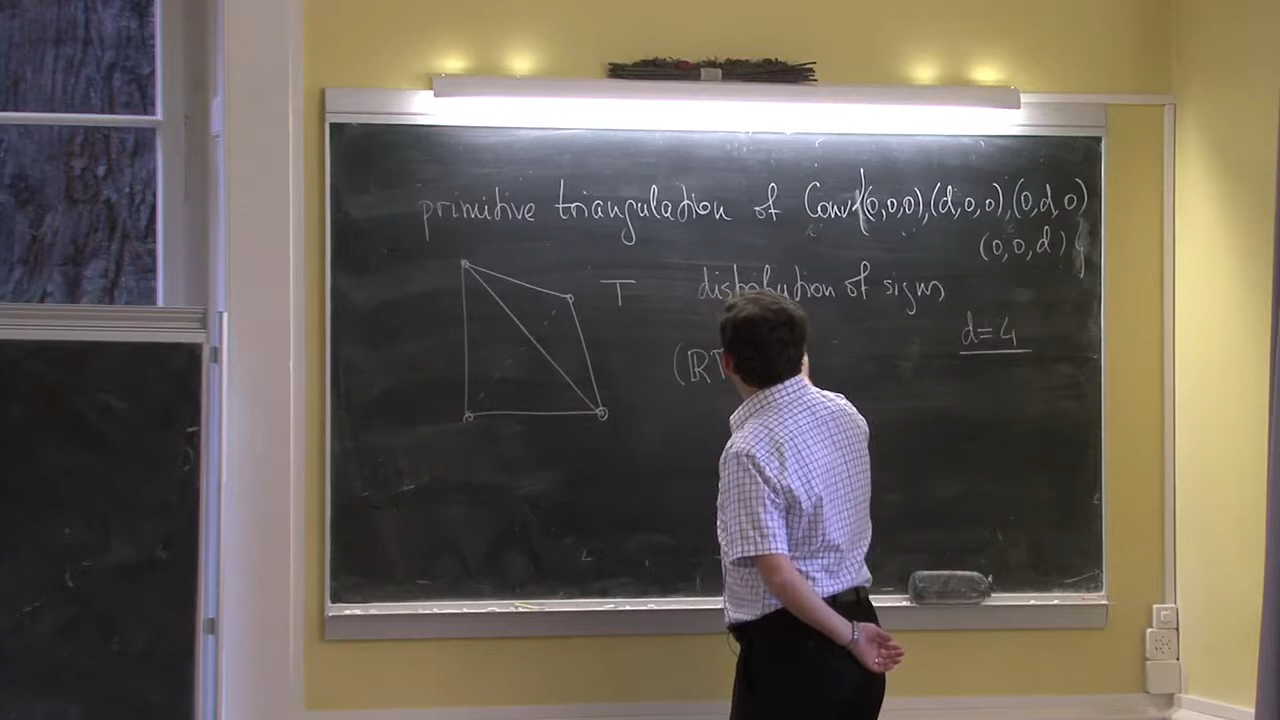 primitive triangulation of Conv{(0,0,0),(d,0,0),(0,d,0)
(0,0,d)}
T distribution of signs
d=4
(ℝ